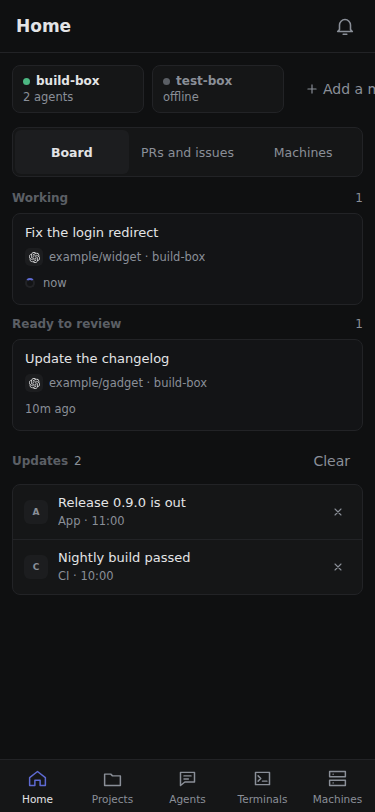 Home
build-box
2 agents
test-box
offline
+ Add a m
Board
PRs and issues
Machines
Working 1
Fix the login redirect
example/widget · build-box
now
Ready to review 1
Update the changelog
example/gadget · build-box
10m ago
Updates 2 Clear
A
Release 0.9.0 is out
App · 11:00
C
Nightly build passed
CI · 10:00
Home
Projects
Agents
Terminals
Machines